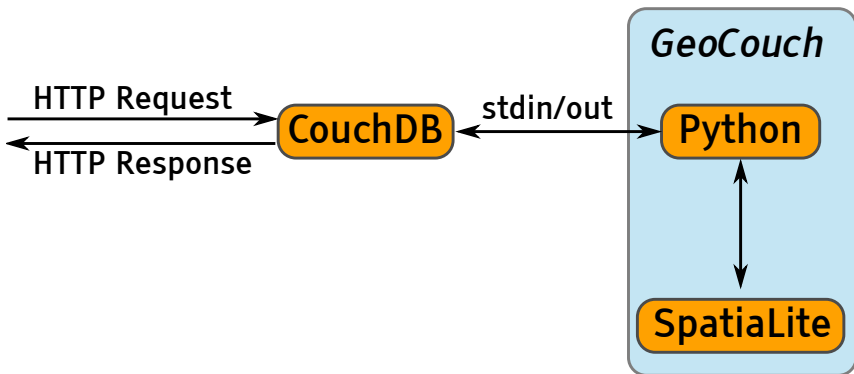 GeoCouch
HTTP Request
stdin/out
CouchDB
Python
HTTP Response
SpatiaLite